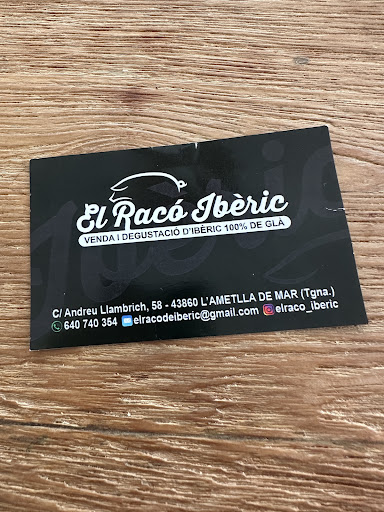 El Racó Ibèric
VENDA I DEGUSTACIÓ D'IBÈRIC 100% DE GLÀ
C/ Andreu Llambrich, 58 - 43860 L'AMETLLA DE MAR (Tgna.)
640 740 354 elracodeiberic@gmail.com elraco_iberic